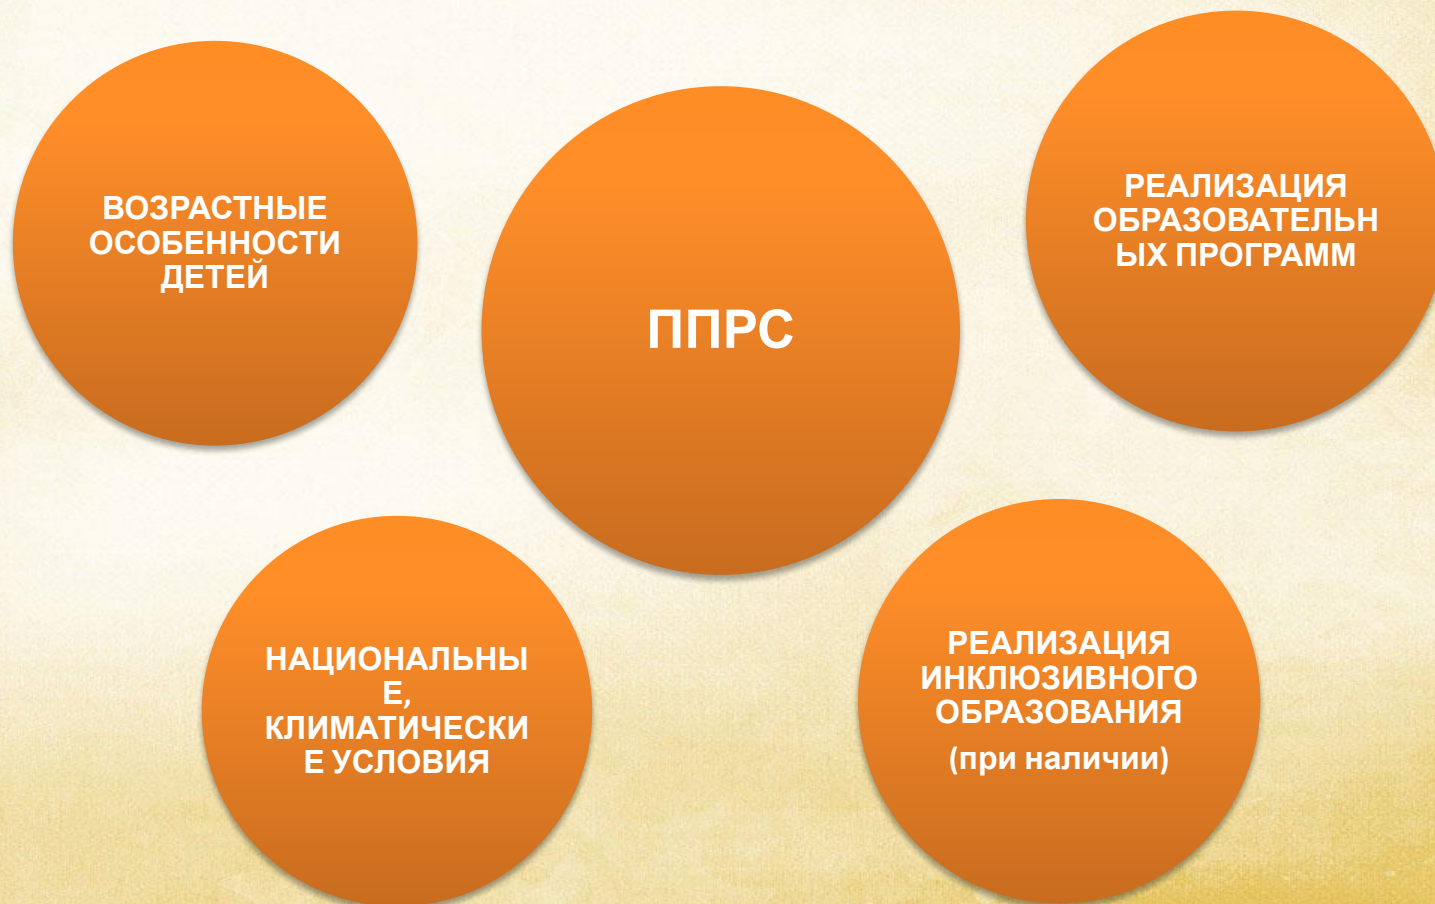 ВОЗРАСТНЫЕ
ОСОБЕННОСТИ
ДЕТЕЙ
ППРС
РЕАЛИЗАЦИЯ
ОБРАЗОВАТЕЛЬН
ЫХ ПРОГРАММ
НАЦИОНАЛЬНЫ
Е,
КЛИМАТИЧЕСКИ
Е УСЛОВИЯ
РЕАЛИЗАЦИЯ
ИНКЛЮЗИВНОГО
ОБРАЗОВАНИЯ
(при наличии)